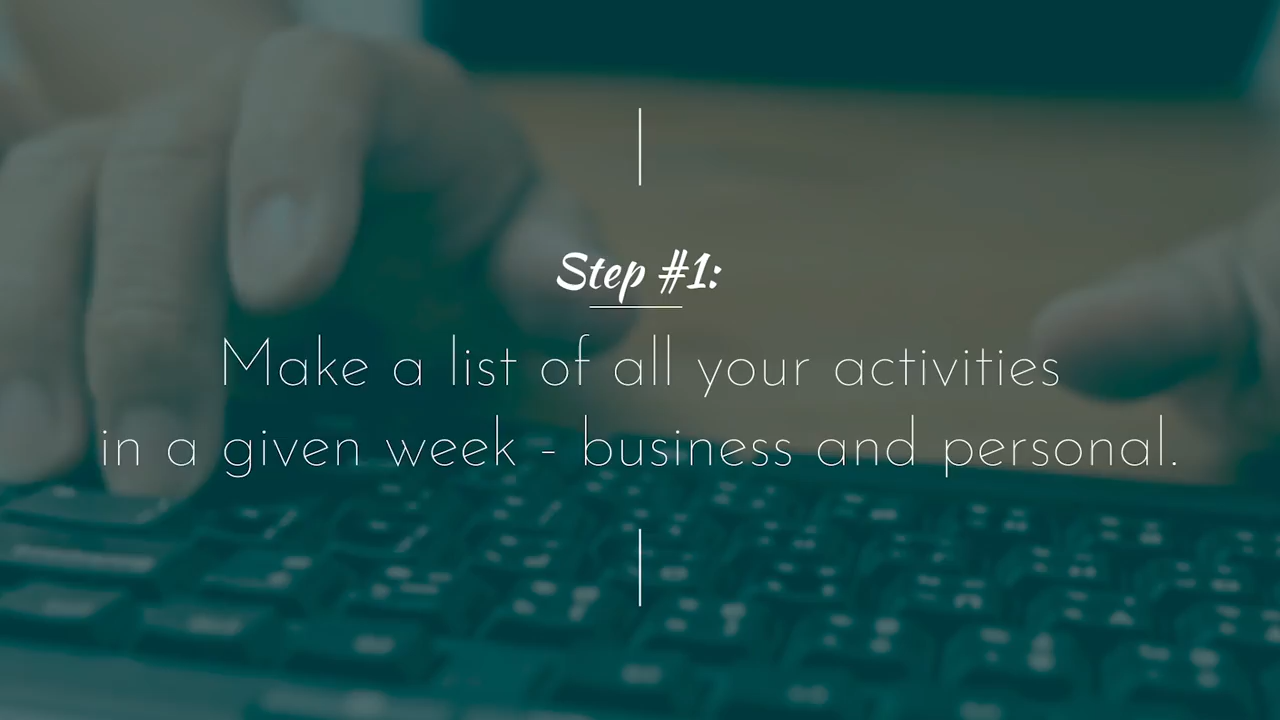 Step #1:
Make a list of all your activities
in a given week - business and personal.